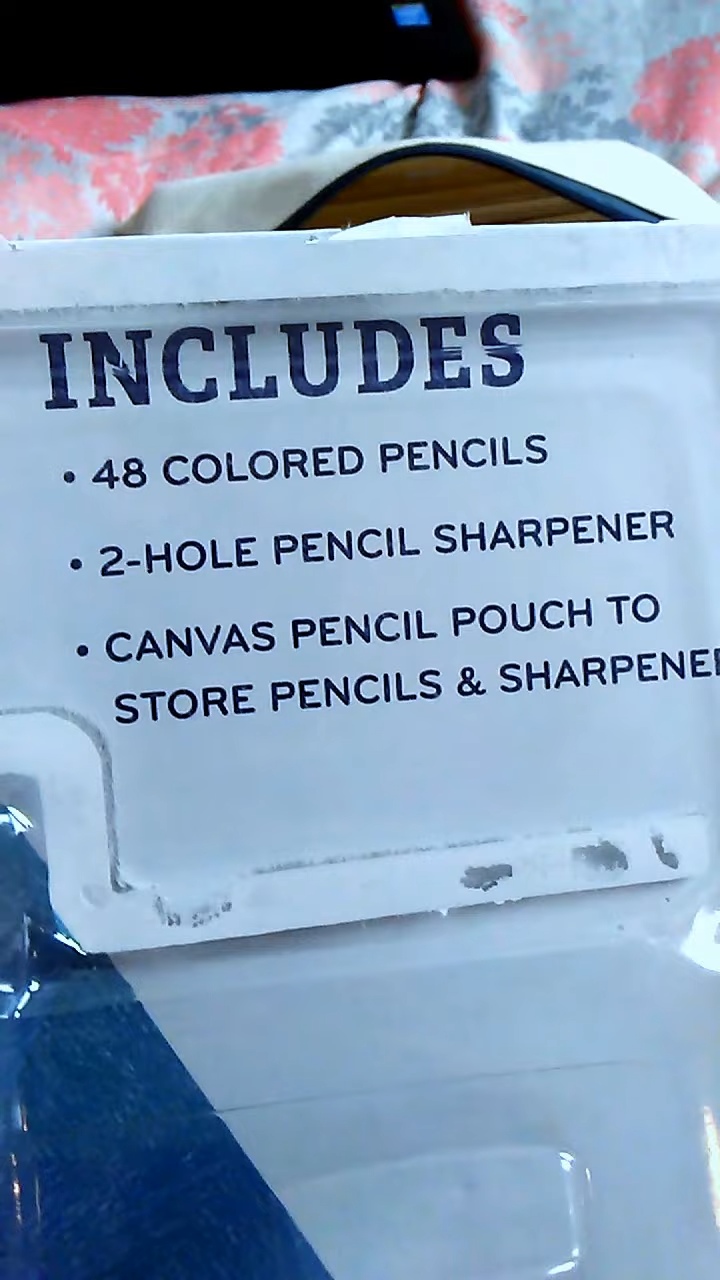 INCLUDES
• 48 COLORED PENCILS
• 2-HOLE PENCIL SHARPENER
• CANVAS PENCIL POUCH TO
STORE PENCILS & SHARPENER